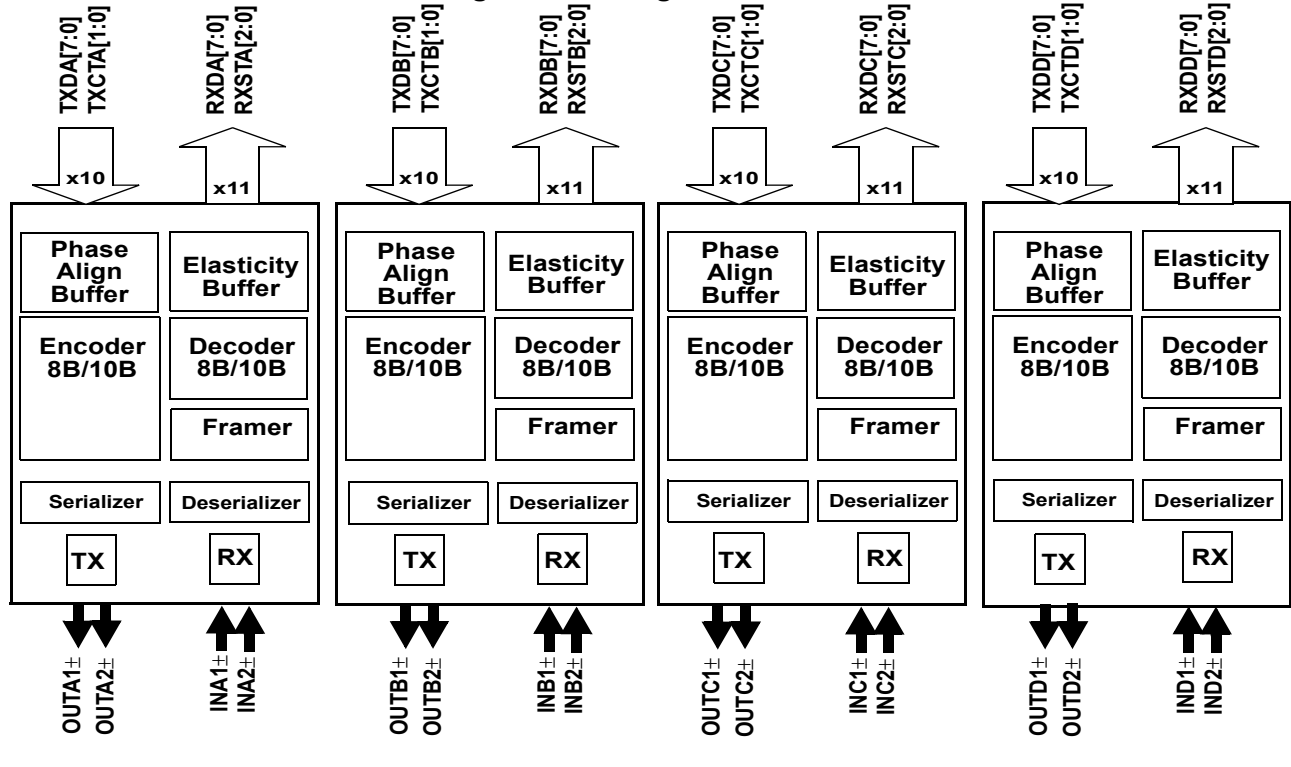 TXDA[7:0]
TXCTA[1:0]
RXDA[7:0]
RXSTA[2:0]
TXDB[7:0]
TXCTB[1:0]
RXDB[7:0]
RXSTB[2:0]
TXDC[7:0]
TXCTC[1:0]
RXDC[7:0]
RXSTC[2:0]
TXDD[7:0]
TXCTD[1:0]
RXDD[7:0]
RXSTD[2:0]
x10
x11
x10
x11
x10
x11
x10
x11
Phase
Align
Buffer
Elasticity
Buffer
Encoder
8B/10B
Decoder
8B/10B
Framer
Serializer
Deserializer
TX
RX
Phase
Align
Buffer
Elasticity
Buffer
Encoder
8B/10B
Decoder
8B/10B
Framer
Serializer
Deserializer
TX
RX
Phase
Align
Buffer
Elasticity
Buffer
Encoder
8B/10B
Decoder
8B/10B
Framer
Serializer
Deserializer
TX
RX
Phase
Align
Buffer
Elasticity
Buffer
Encoder
8B/10B
Decoder
8B/10B
Framer
Serializer
Deserializer
TX
RX
OUTA1±
OUTA2±
INA1±
INA2±
OUTB1±
OUTB2±
INB1±
INB2±
OUTC1±
OUTC2±
INC1±
INC2±
OUTD1±
OUTD2±
IND1±
IND2±